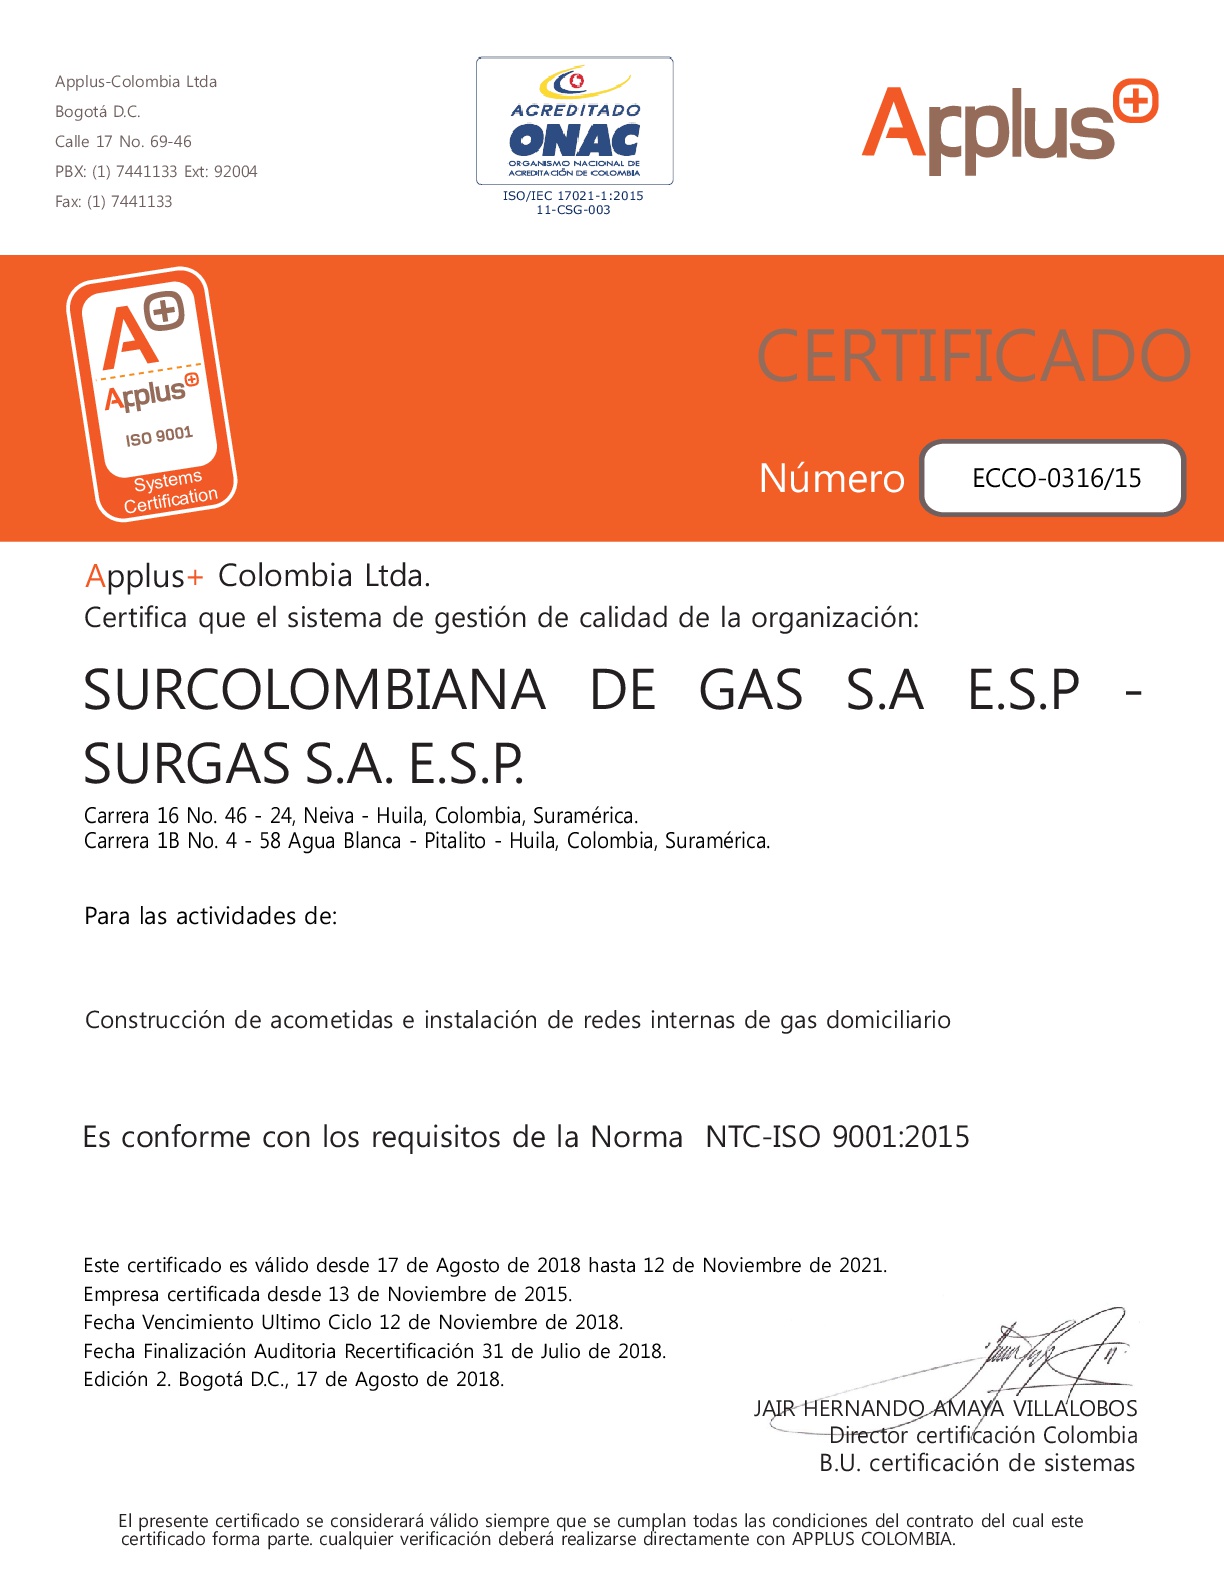 Applus-Colombia Ltda
Bogotá D.C.
Calle 17 No. 69-46
PBX: (1) 7441133 Ext: 92004
Fax: (1) 7441133
ACREDITADO
ONAC
ORGANISMO NACIONAL DE
ACREDITACIÓN DE COLOMBIA
ISO/IEC 17021-1:2015
11-CSG-003
Applus+
A+
Applus+
ISO 9001
Systems
Certification
CERTIFICADO
Número ECCO-0316/15
Applus+ Colombia Ltda.
Certifica que el sistema de gestión de calidad de la organización:
SURCOLOMBIANA DE GAS S.A E.S.P -
SURGAS S.A. E.S.P.
Carrera 16 No. 46 - 24, Neiva - Huila, Colombia, Suramérica.
Carrera 1B No. 4 - 58 Agua Blanca - Pitalito - Huila, Colombia, Suramérica.
Para las actividades de:
Construcción de acometidas e instalación de redes internas de gas domiciliario
Es conforme con los requisitos de la Norma NTC-ISO 9001:2015
Este certificado es válido desde 17 de Agosto de 2018 hasta 12 de Noviembre de 2021.
Empresa certificada desde 13 de Noviembre de 2015.
Fecha Vencimiento Ultimo Ciclo 12 de Noviembre de 2018.
Fecha Finalización Auditoria Recertificación 31 de Julio de 2018.
Edición 2. Bogotá D.C., 17 de Agosto de 2018.
JAIR HERNANDO AMAYA VILLALOBOS
Director certificación Colombia
B.U. certificación de sistemas
El presente certificado se considerará válido siempre que se cumplan todas las condiciones del contrato del cual este
certificado forma parte. cualquier verificación deberá realizarse directamente con APPLUS COLOMBIA.